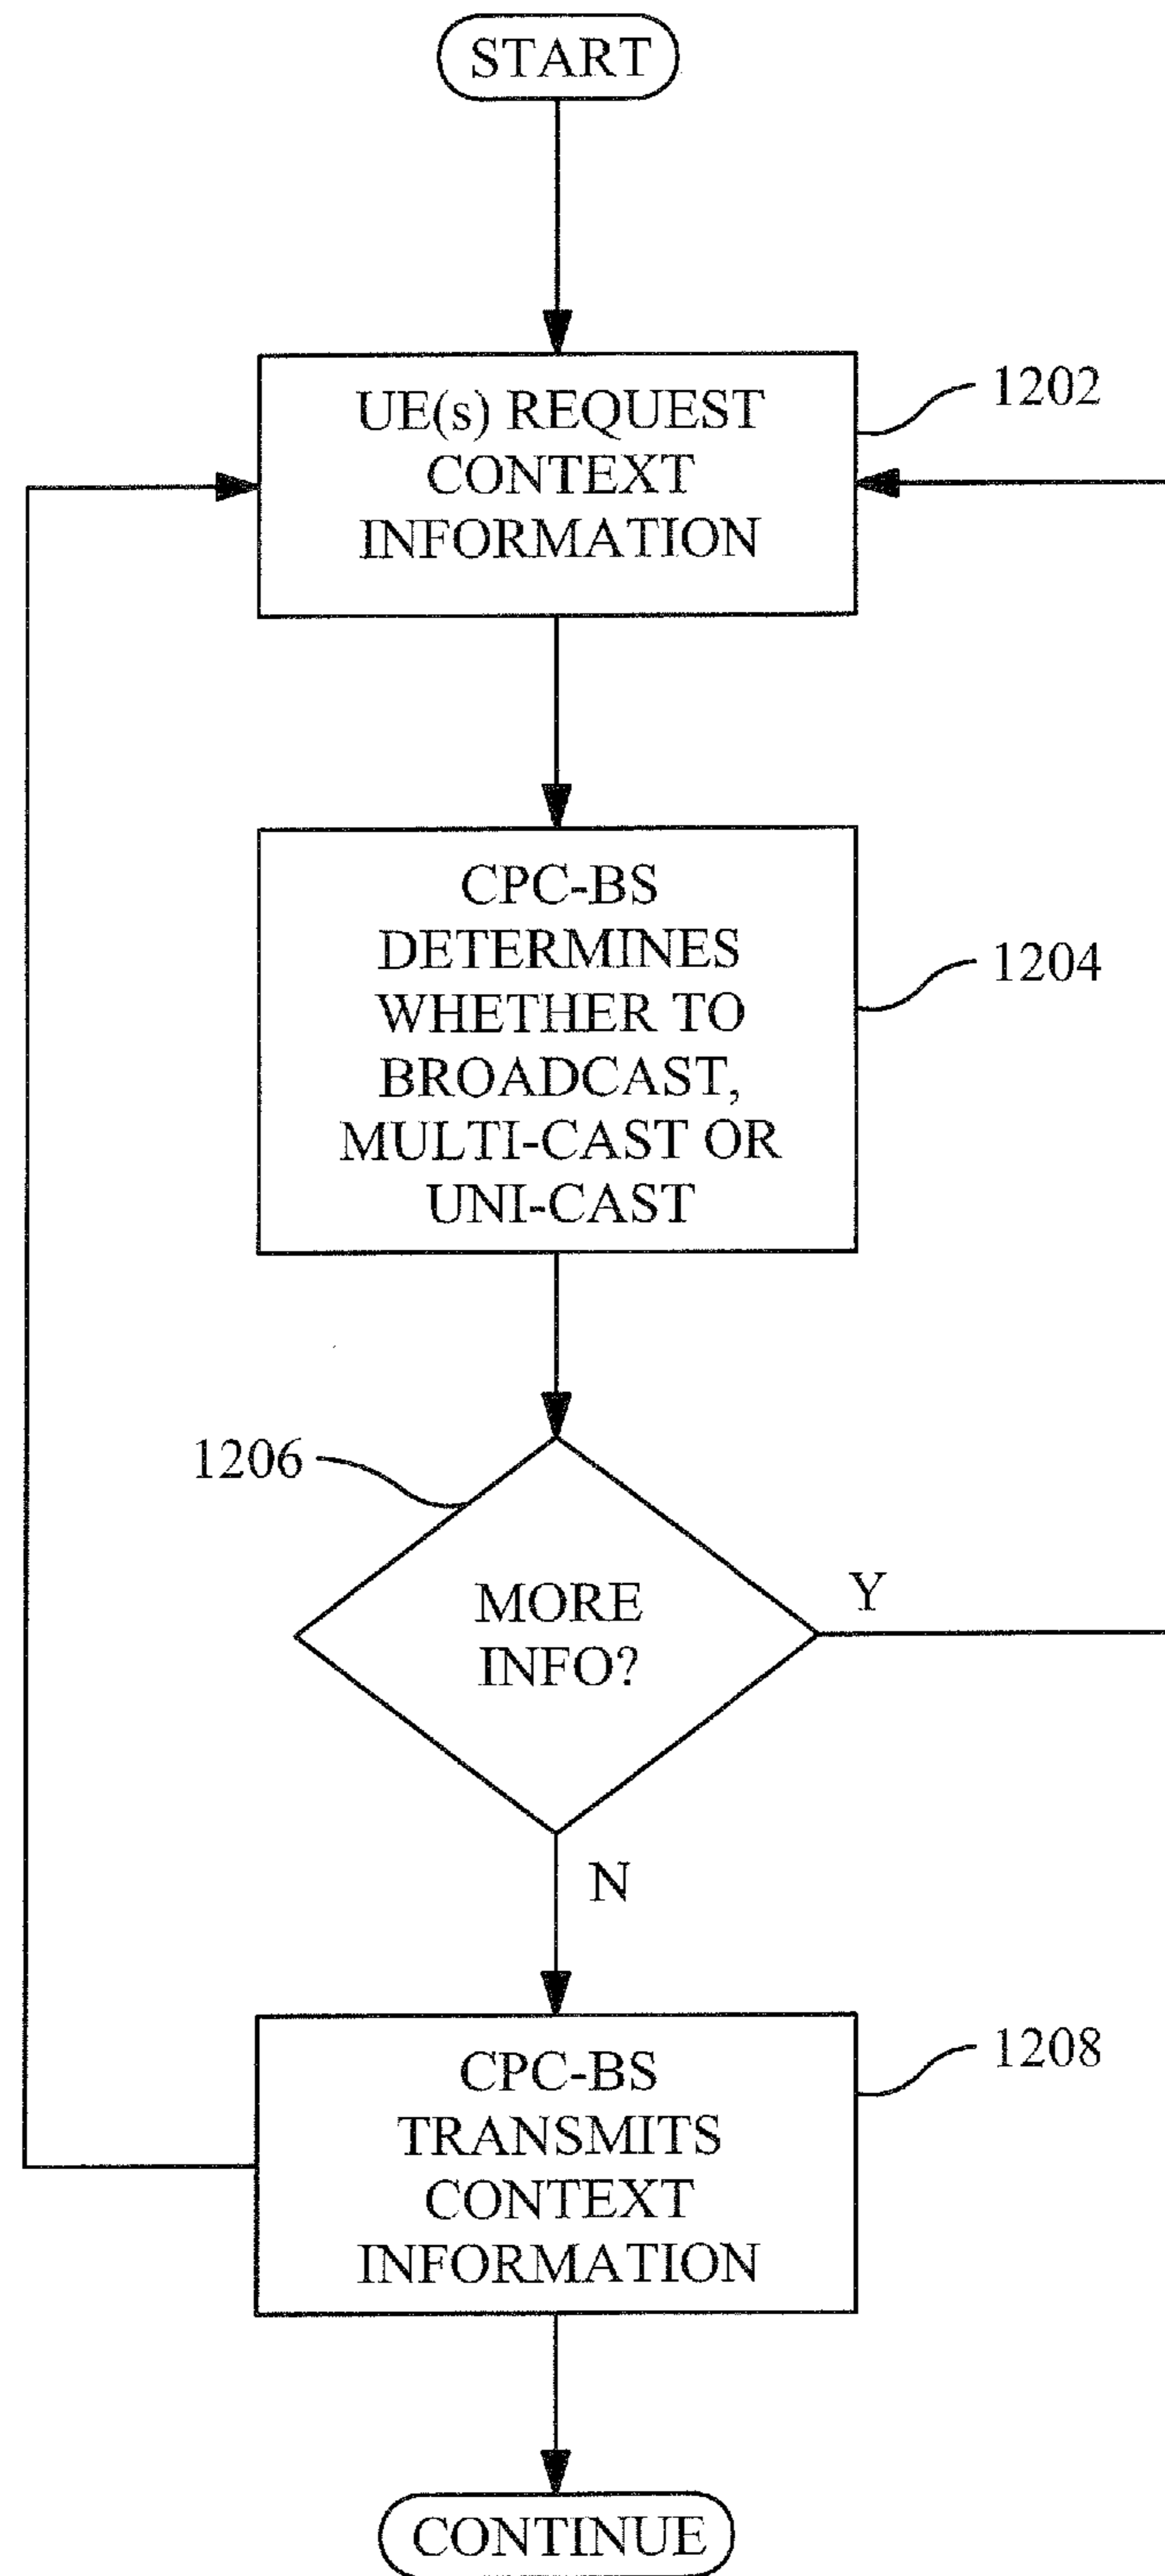 START
UE(s) REQUEST
CONTEXT
INFORMATION
1202
CPC-BS
DETERMINES
WHETHER TO
BROADCAST,
MULTI-CAST OR
UNI-CAST
1204
1206
MORE
INFO?
Y
N
CPC-BS
TRANSMITS
CONTEXT
INFORMATION
1208
CONTINUE